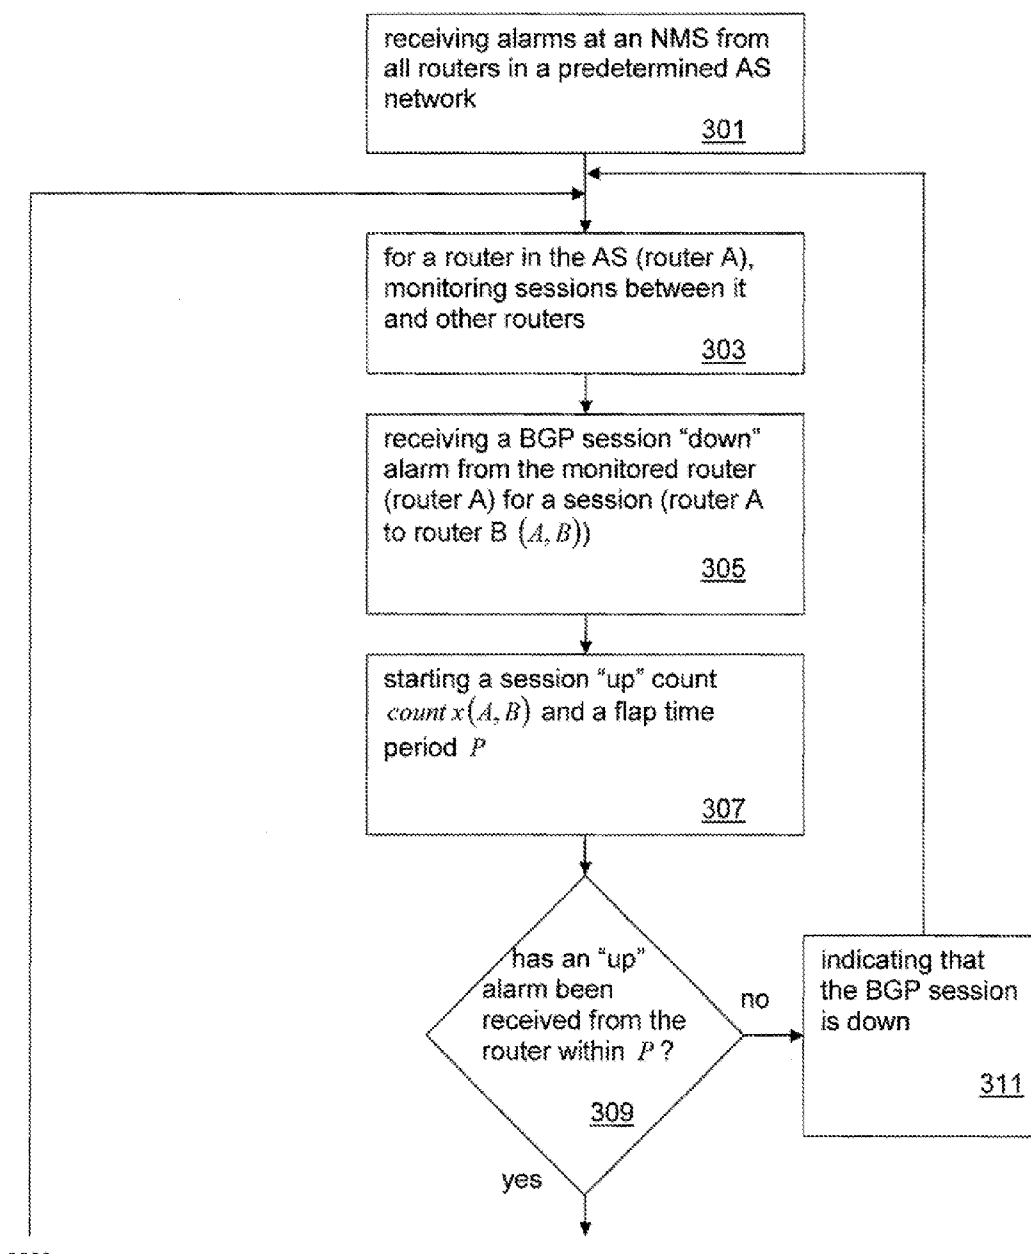 receiving alarms at an NMS from
all routers in a predetermined AS
network
301
for a router in the AS (router A),
monitoring sessions between it
and other routers
303
receiving a BGP session “down”
alarm from the monitored router
(router A) for a session (router A
to router B (A, B))
305
starting a session “up” count
count x(A, B) and a flap time
period P
307
has an “up”
alarm been
received from the
router within P?
309
no
indicating that
the BGP session
is down
311
yes